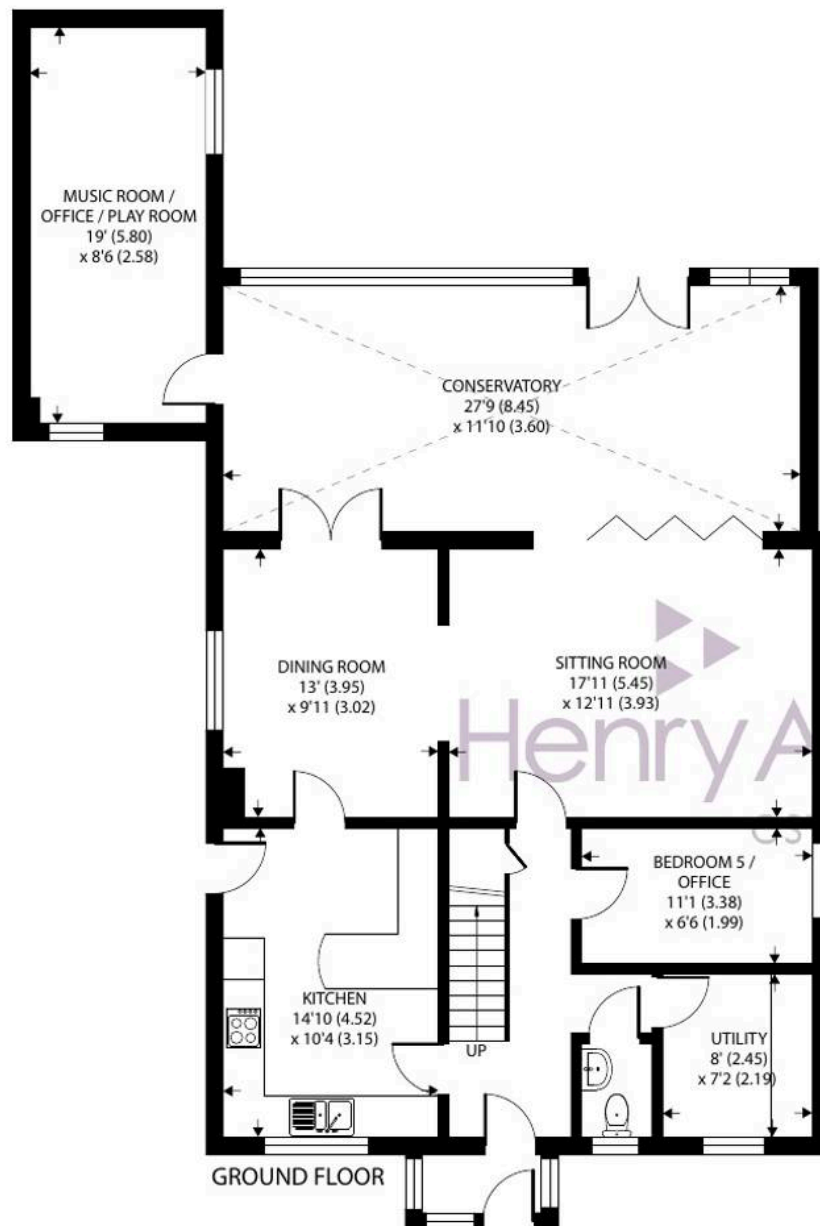 MUSIC ROOM /
OFFICE / PLAY ROOM
19' (5.80)
x 8'6 (2.58)
CONSERVATORY
27'9 (8.45)
x 11'10 (3.60)
DINING ROOM
13' (3.95)
x 9'11 (3.02)
SITTING ROOM
17'11 (5.45)
x 12'11 (3.93)
Henry A
BEDROOM 5 /
OFFICE
11'1 (3.38)
x 6'6 (1.99)
KITCHEN
14'10 (4.52)
x 10'4 (3.15)
UP
UTILITY
8' (2.45)
x 7'2 (2.19)
GROUND FLOOR